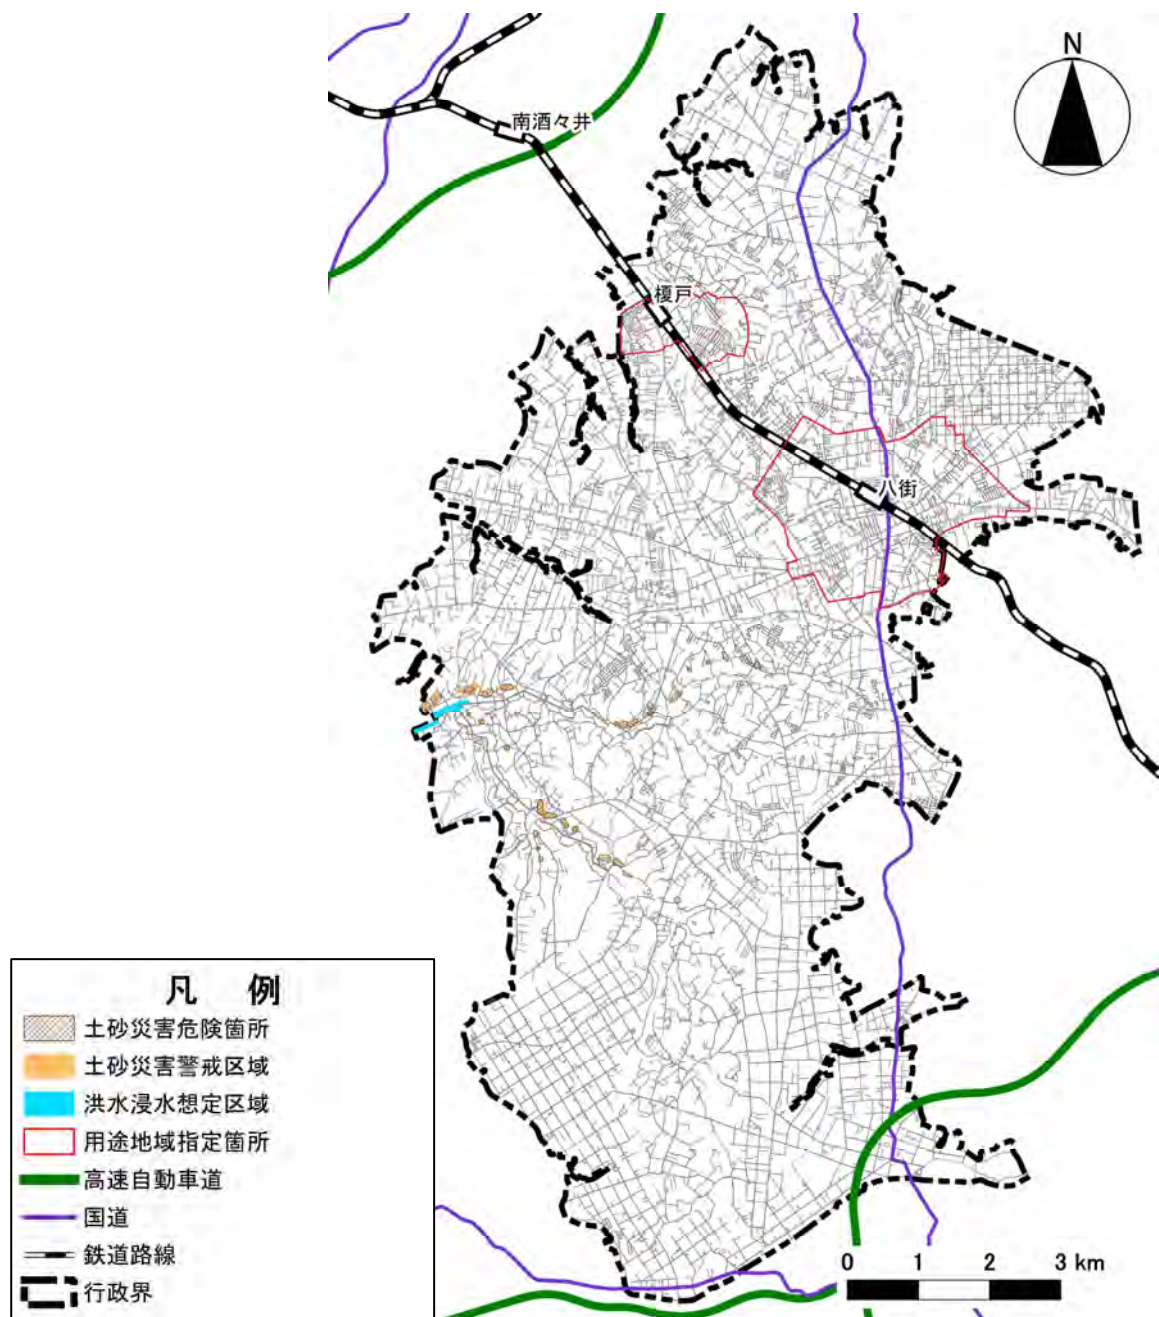 N
南酒々井
榎戸
八街
凡 例
土砂災害危険箇所
土砂災害警戒区域
洪水浸水想定区域
用途地域指定箇所
高速自動車道
国道
鉄道路線
行政界
0 1 2 3 km